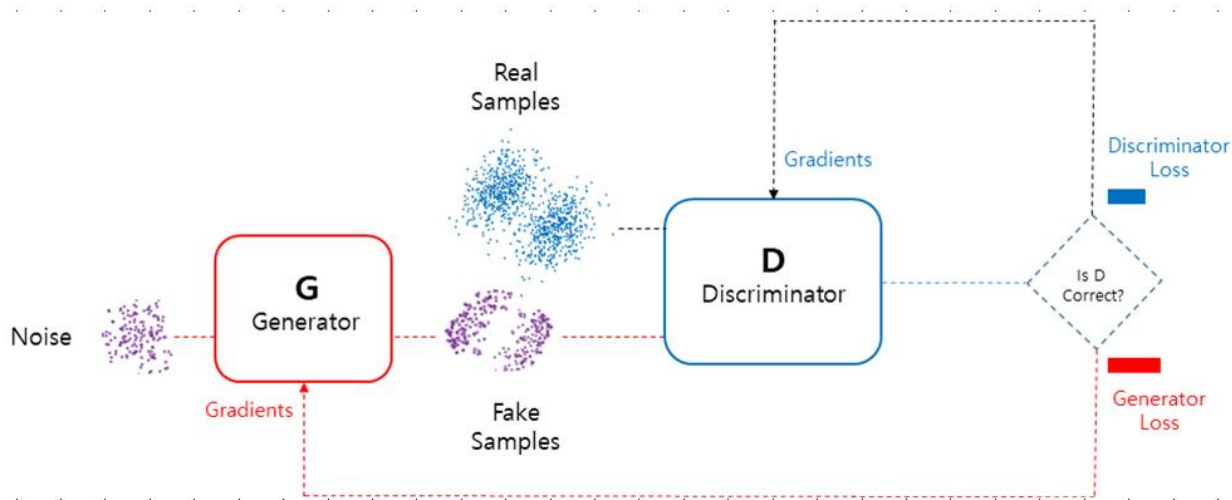 Real
Samples
Gradients
Discriminator
Loss
D
Discriminator
Is D
Correct?
G
Generator
Noise
Gradients
Fake
Samples
Generator
Loss